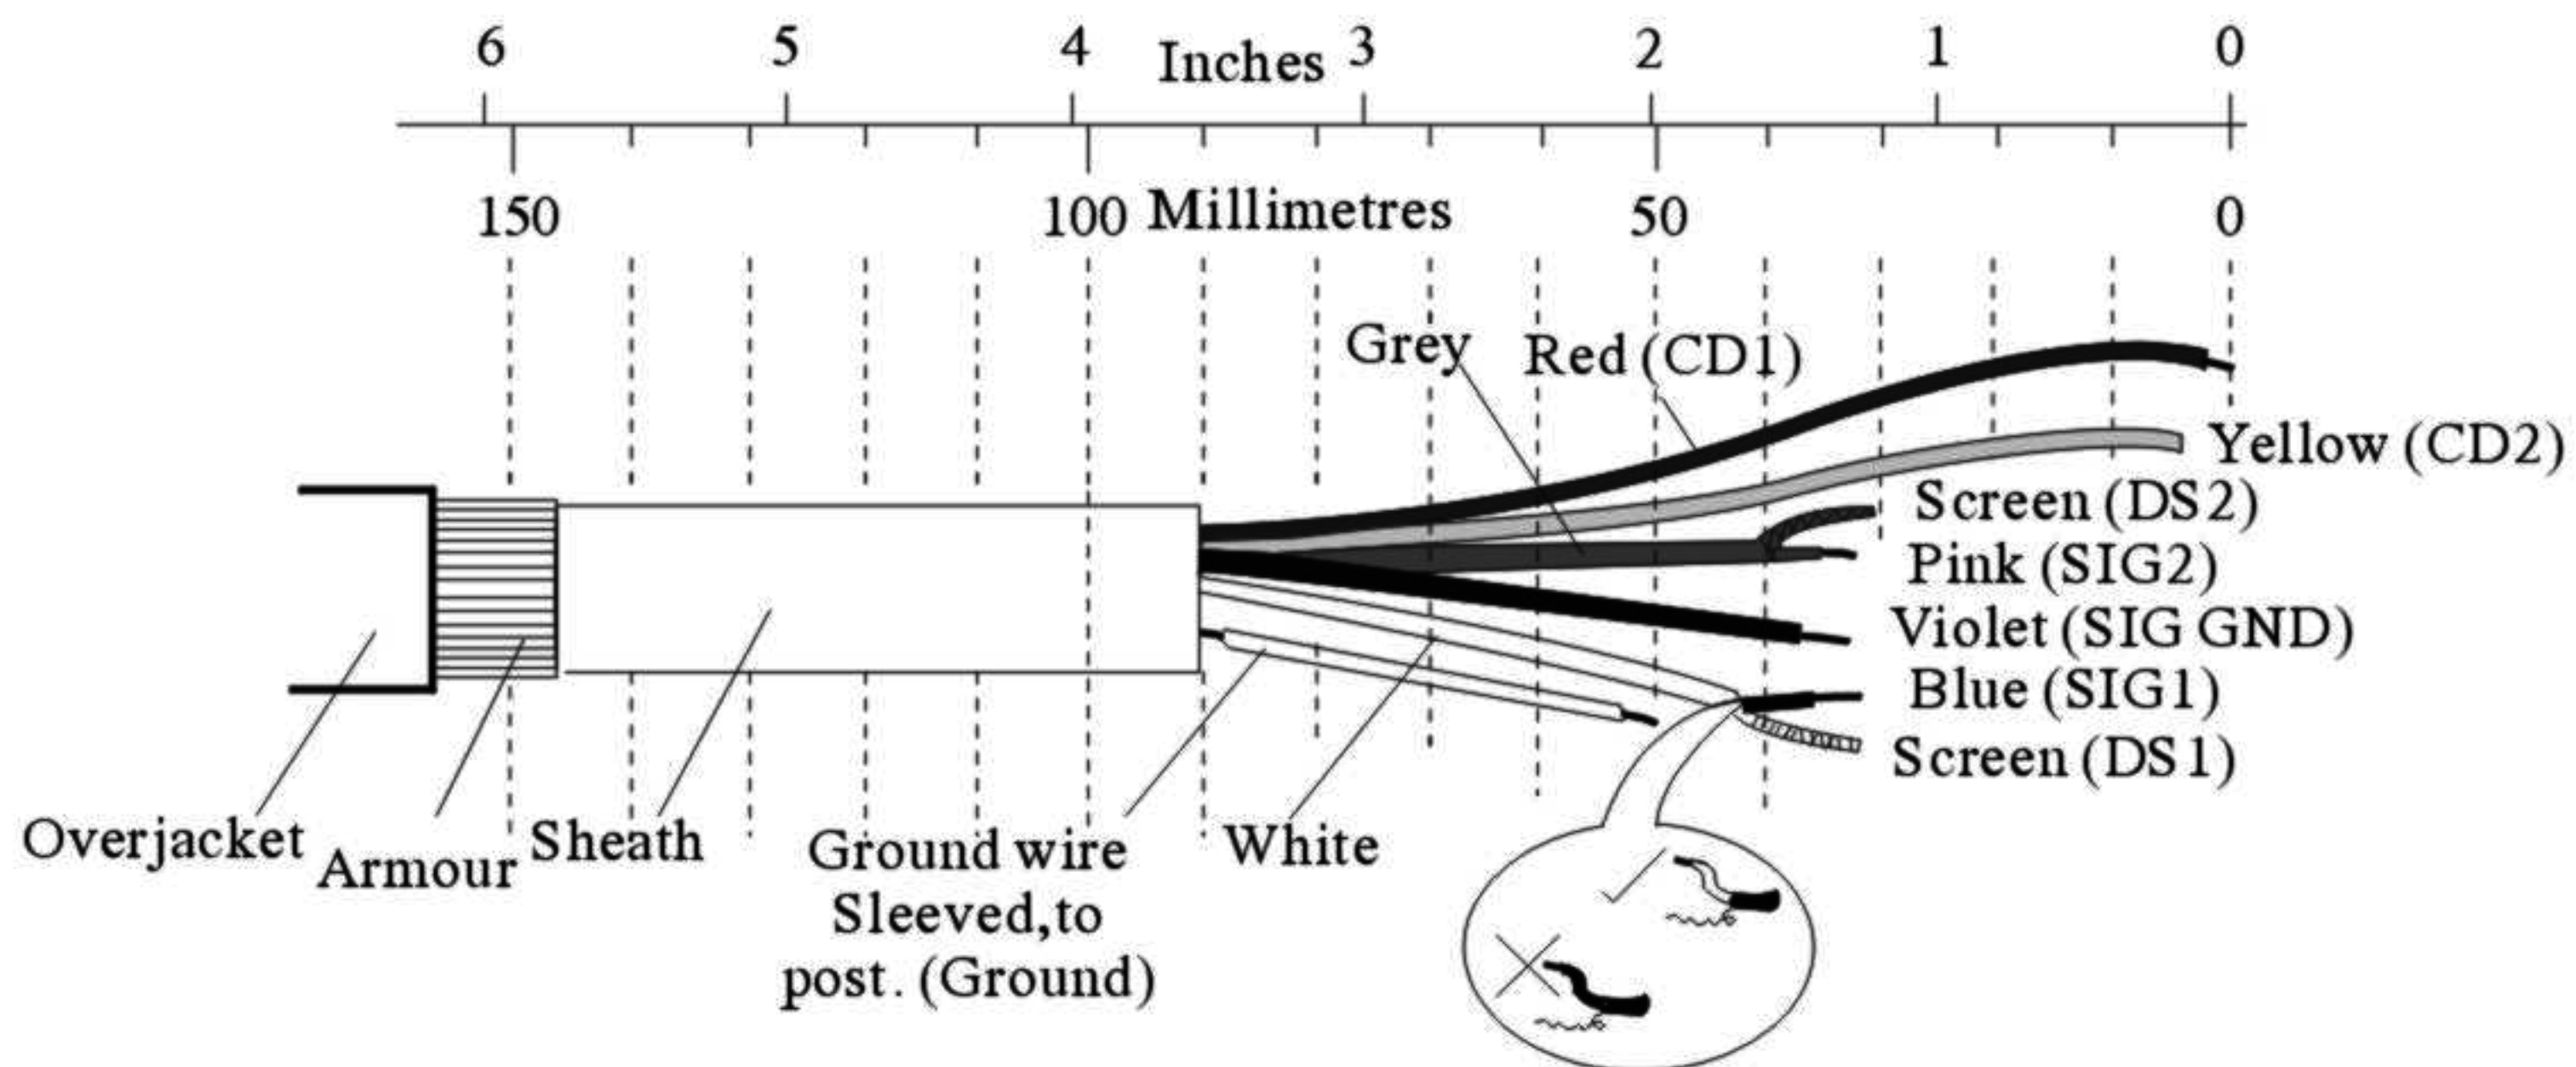 6 5 4 Inches 3 2 1 0
150 100 Millimetres 50 0
Grey
Red (CD1)
Yellow (CD2)
Screen (DS2)
Pink (SIG2)
Violet (SIG GND)
Blue (SIG1)
Screen (DS1)
Overjacket
Armour
Sheath
Ground wire
Sleeved,to
post. (Ground)
White